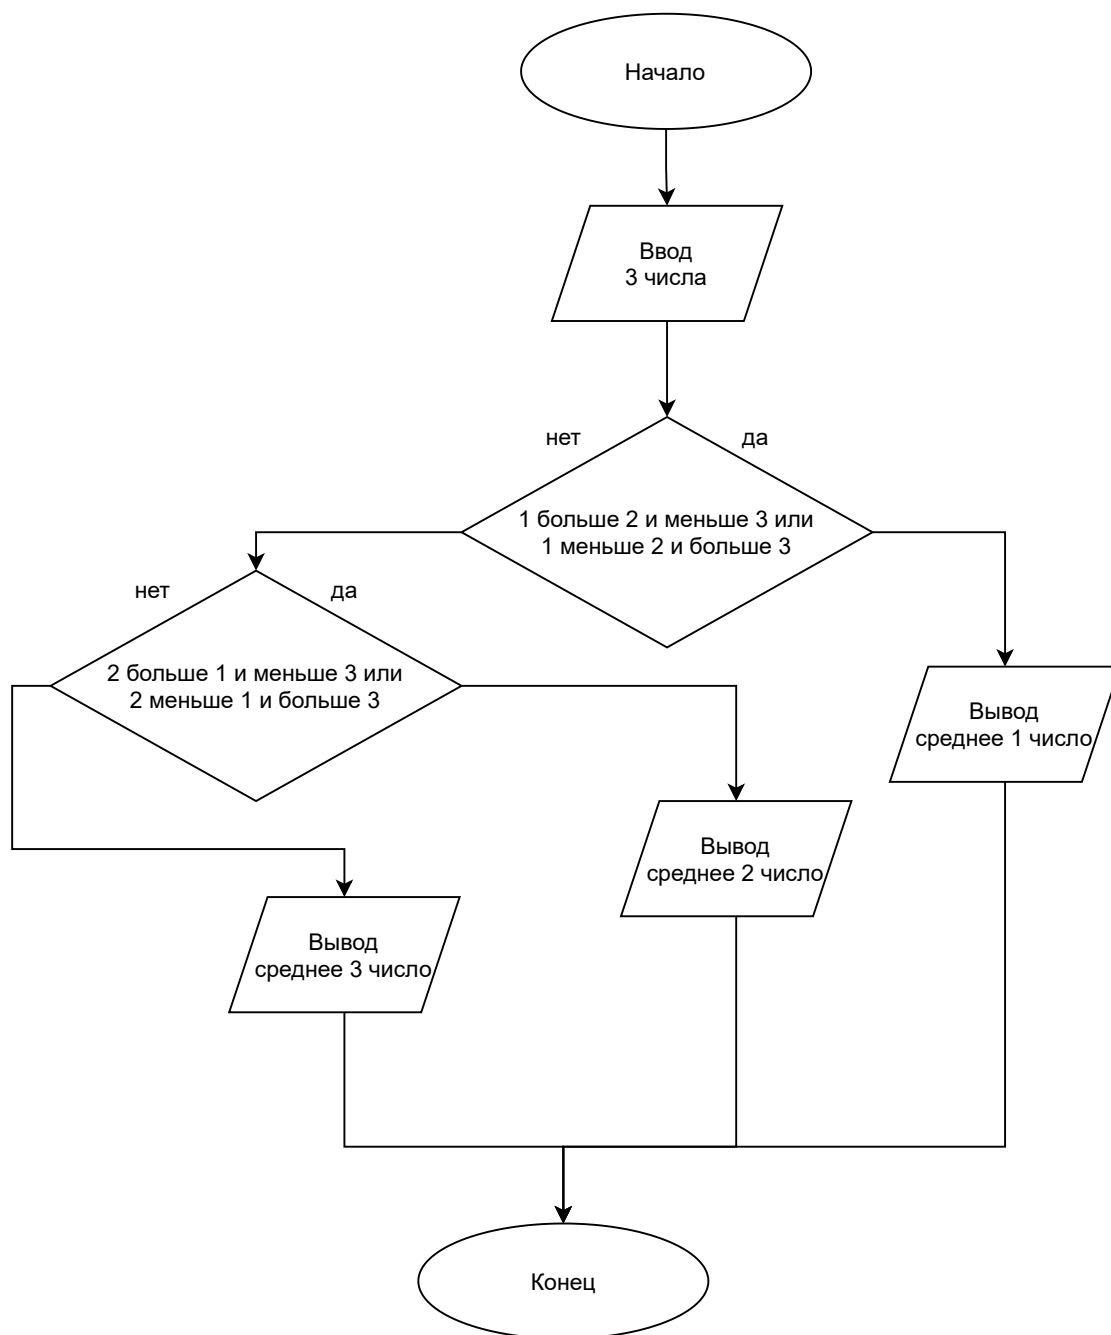 Начало
Ввод
3 числа
нет
да
1 больше 2 и меньше 3 или
1 меньше 2 и больше 3
нет
да
2 больше 1 и меньше 3 или
2 меньше 1 и больше 3
Вывод
среднее 1 число
Вывод
среднее 2 число
Вывод
среднее 3 число
Конец